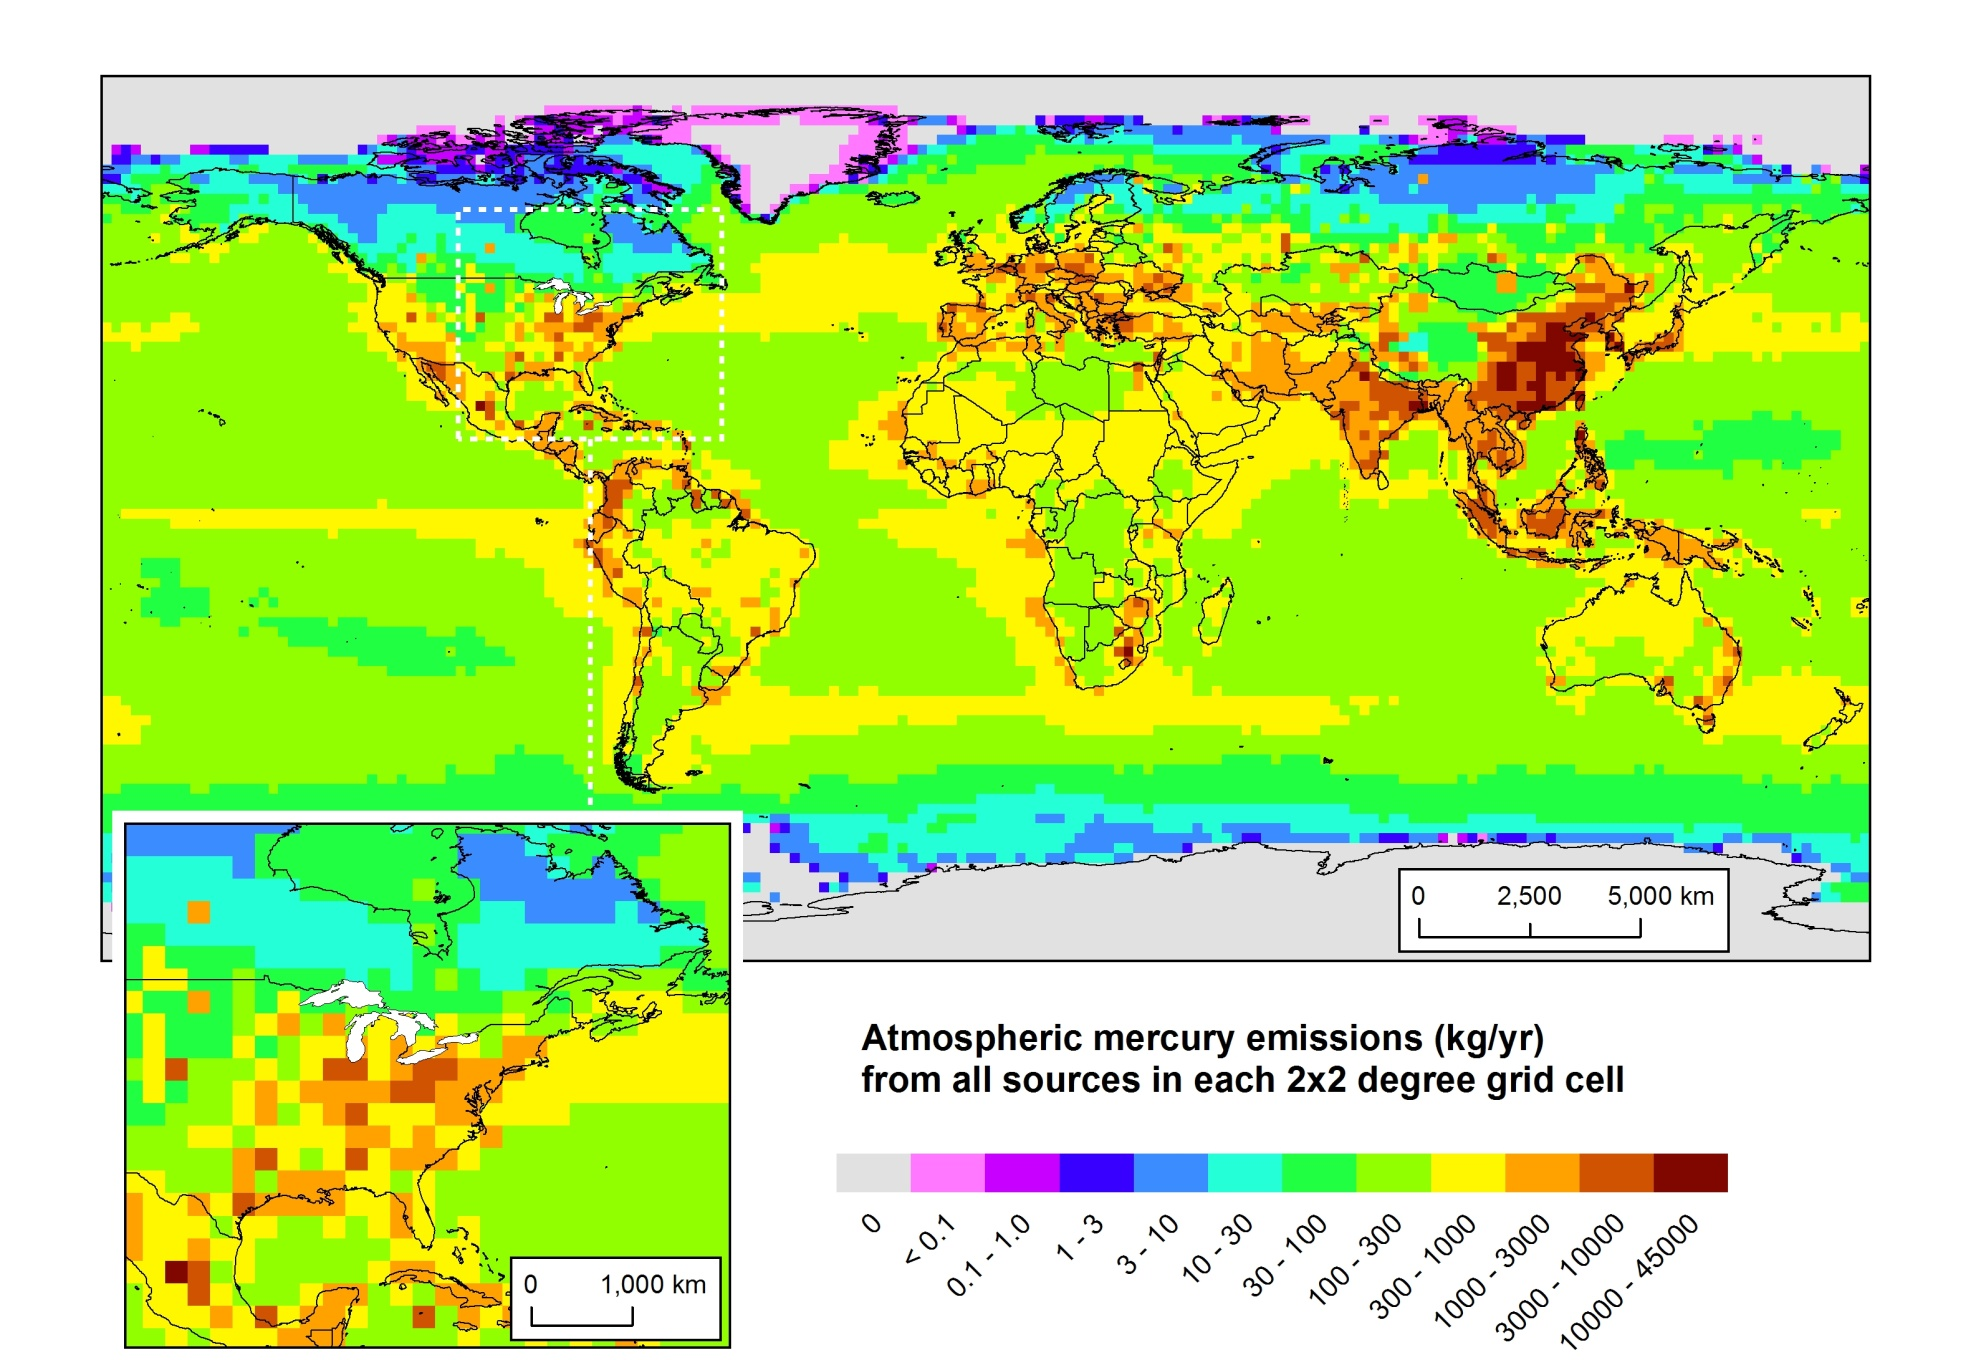 0 2,500 5,000 km
Atmospheric mercury emissions (kg/yr)
from all sources in each 2x2 degree grid cell
0
< 0.1
0.1 - 1.0
1 - 3
3 - 10
10 - 30
30 - 100
100 - 300
300 - 1000
1000 - 3000
3000 - 10000
10000 - 45000
0 1,000 km